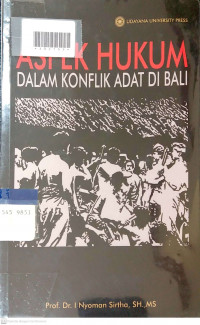 UDAYANA UNIVERSITY PRESS
ASPEK HUKUM
DALAM KONFLIK ADAT DI BALI
Prof. Dr. I Nyoman Sirtha, SH.,MS